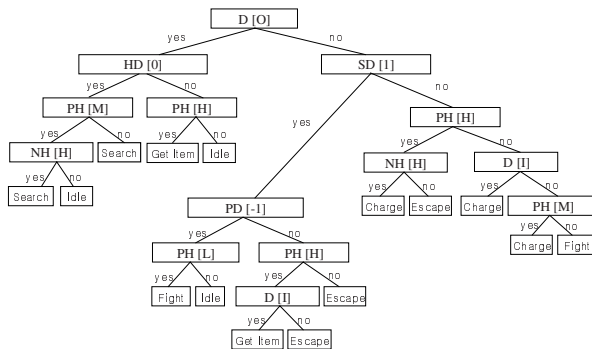 D [O]
yes
no
HD [0]
SD [1]
yes
no
yes
no
PH [M]
PH [H]
PH [H]
yes
no
yes
no
yes
no
NH [H]
Search
Get Item
Idle
NH [H]
D [I]
yes
no
yes
no
yes
no
Search
Idle
PD [-1]
Charge
Escape
Charge
PH [M]
yes
no
yes
no
PH [L]
PH [H]
Charge
Fight
yes
no
yes
no
Fight
Idle
D [I]
Escape
yes
no
Get Item
Escape